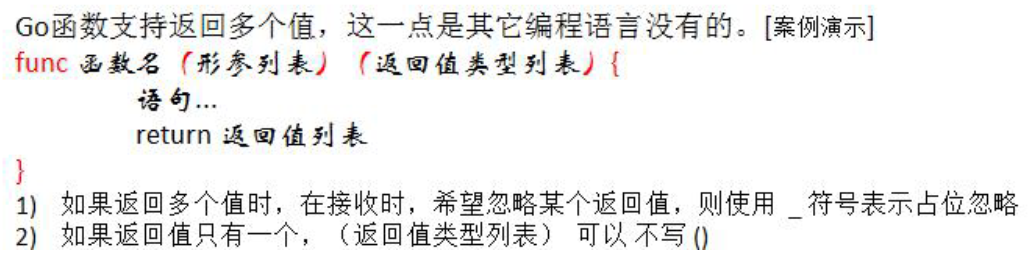 Go函数支持返回多个值，这一点是其它编程语言没有的。[案例演示]
func 函数名（形参列表）（返回值类型列表）{
语句...
return 返回值列表
}
1) 如果返回多个值时，在接收时，希望忽略某个返回值，则使用 _ 符号表示占位忽略
2) 如果返回值只有一个，（返回值类型列表） 可以 不写 ()